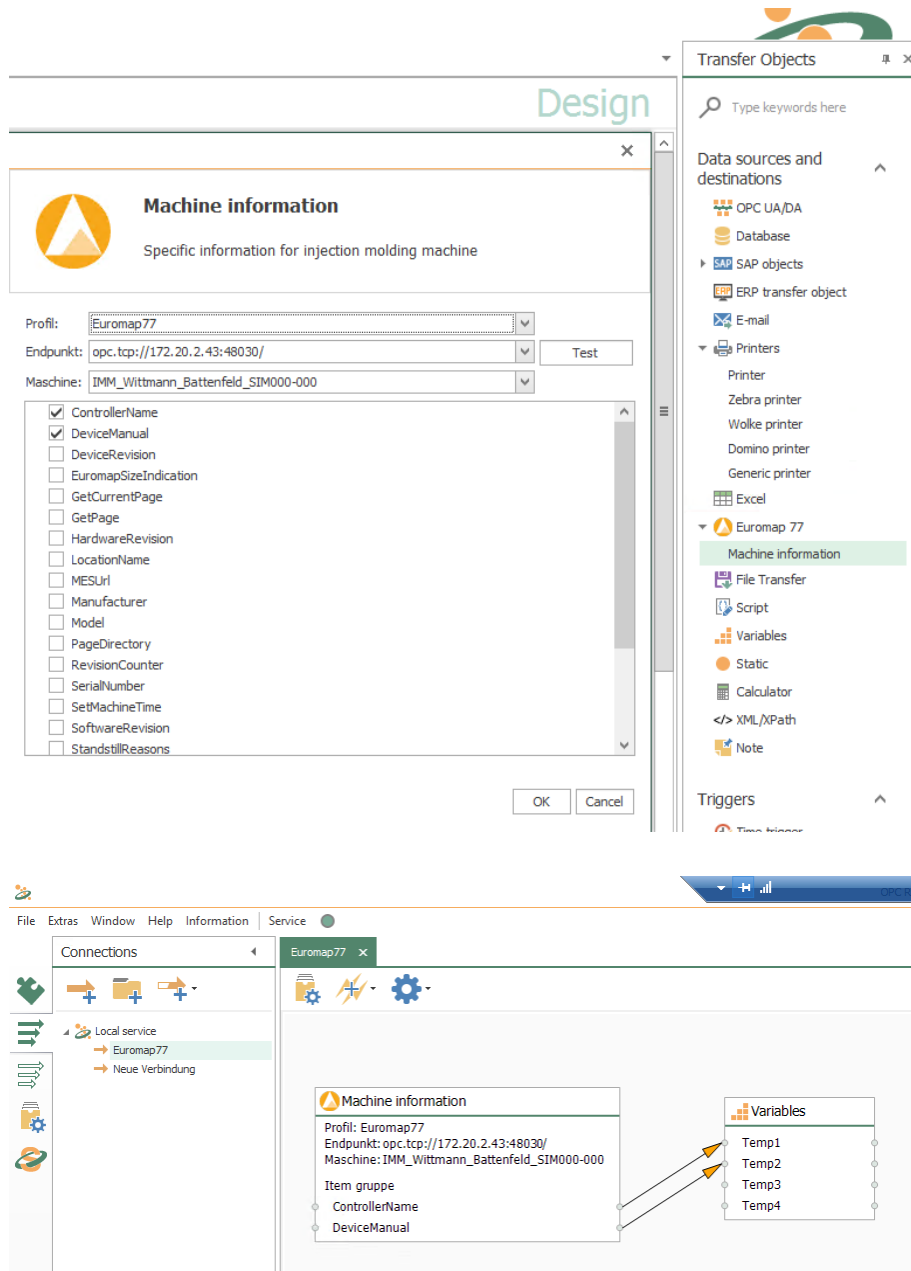 Transfer Objects
Design
Type keywords here
Machine information
Specific information for injection molding machine
Profil: Euromap77
Endpunkt: opc.tcp://172.20.2.43:48030/ Test
Maschine: IMM_Wittmann_Battenfeld_SIM000-000
ControllerName
DeviceManual
DeviceRevision
EuromapSizeIndication
GetCurrentPage
GetPage
HardwareRevision
LocationName
MESUrl
Manufacturer
Model
PageDirectory
RevisionCounter
SerialNumber
SetMachineTime
SoftwareRevision
StandstillReasons
OK Cancel
Data sources and
destinations
OPC UA/DA
Database
SAP SAP objects
ERP ERP transfer object
E-mail
Printers
Printer
Zebra printer
Wolke printer
Domino printer
Generic printer
Excel
Euromap 77
Machine information
File Transfer
Script
Variables
Static
Calculator
</> XML/XPath
Note
Triggers
Time trigger
OPC R
File Extras Window Help Information Service
Connections
Euromap77
Local service
Euromap77
Neue Verbindung
Machine information
Profil: Euromap77
Endpunkt: opc.tcp://172.20.2.43:48030/
Maschine: IMM_Wittmann_Battenfeld_SIM000-000
Item gruppe
ControllerName
DeviceManual
Variables
Temp1
Temp2
Temp3
Temp4